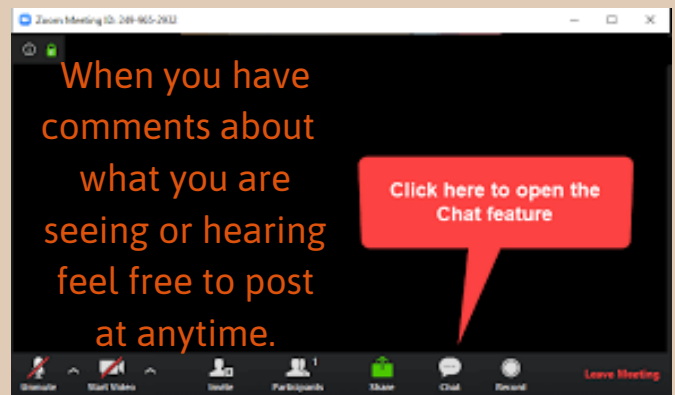 Zoom Meeting ID: 249-965-2932
When you have
comments about
what you are
seeing or hearing
feel free to post
at anytime.
Click here to open the
Chat feature
1
Unmute
Start Video
Invite
Participants
Share
Chat
Record
Leave Meeting